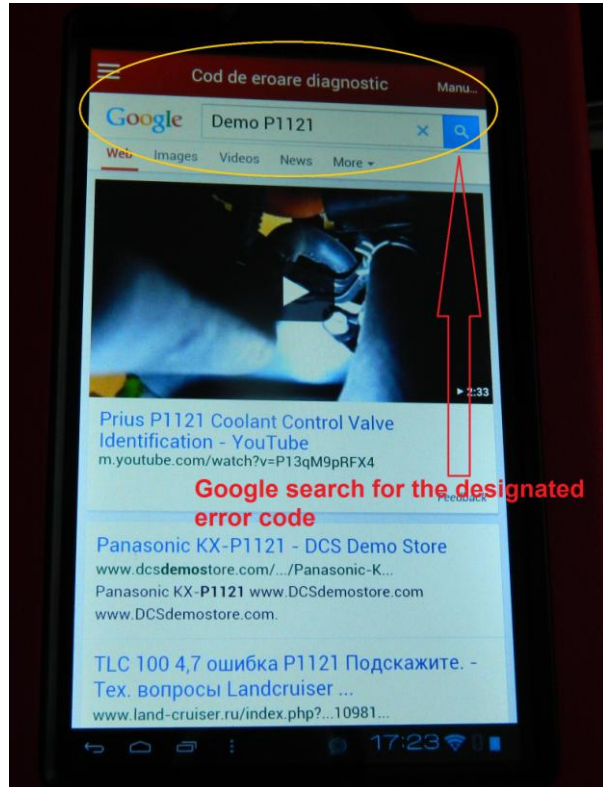 Cod de eroare diagnostic
Manu...
Google
Demo P1121
Web Images Videos News More
2:33
Prius P1121 Coolant Control Valve
Identification - YouTube
m.youtube.com/watch?v=P13qM9pRFX4
Google search for the designated
error code
Feedback
Panasonic KX-P1121 - DCS Demo Store
www.dcsdemostore.com/.../Panasonic-K...
Panasonic KX-P1121 www.DCSdemostore.com
www.DCSdemostore.com.
TLC 100 4,7 ошибка P1121 Подскажите. -
Тех. вопросы Landcruiser ...
www.land-cruiser.ru/index.php?...10981...
17:23